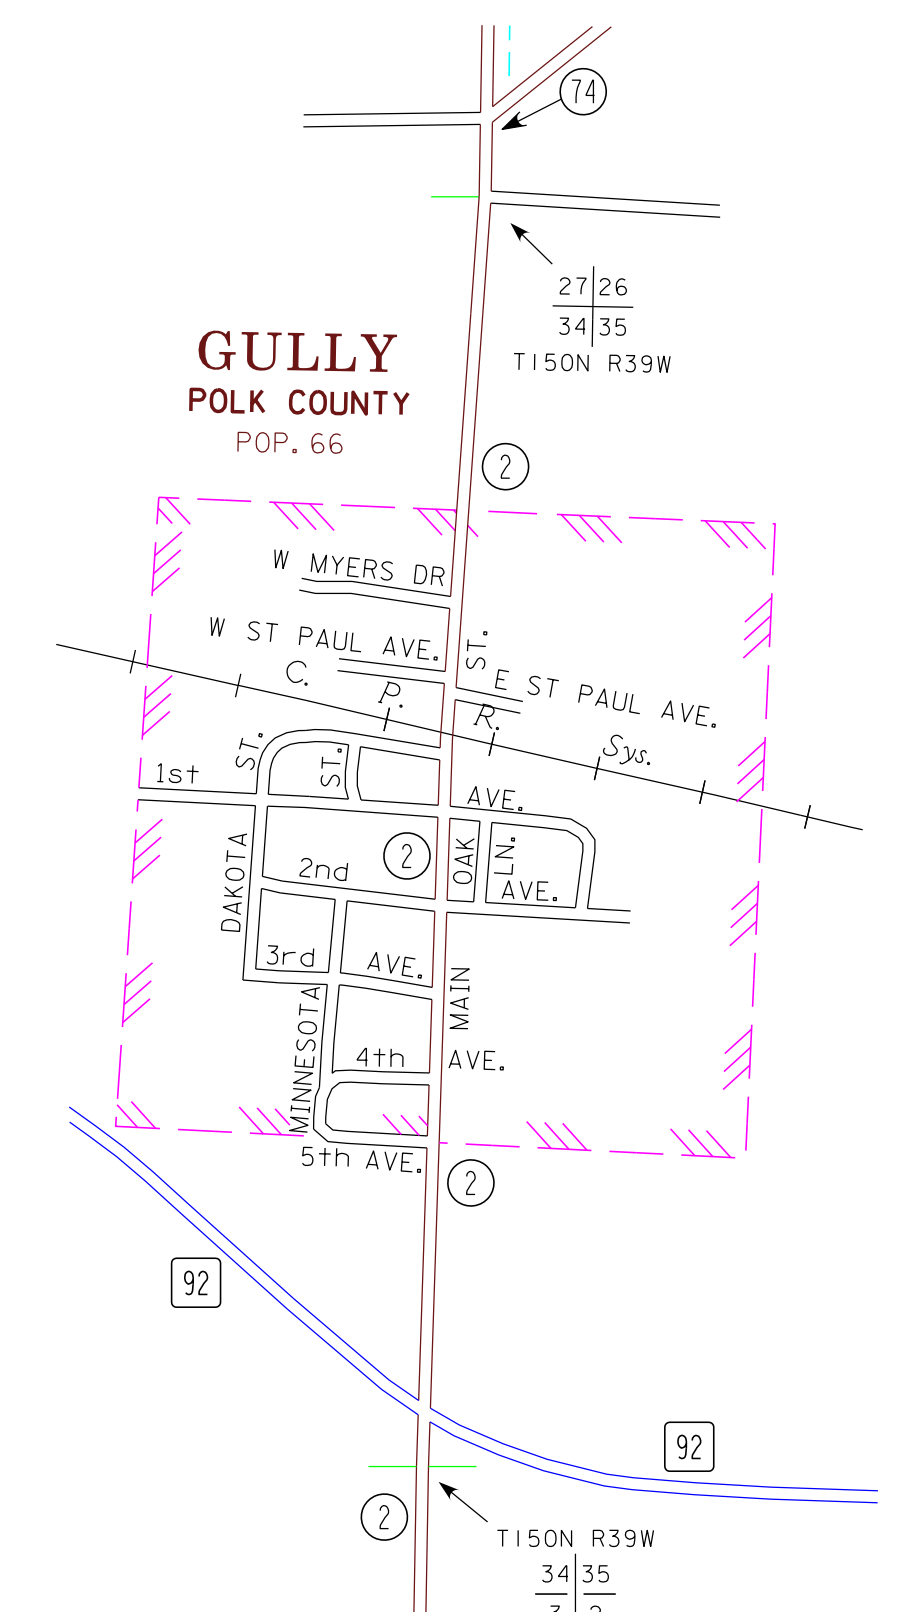 74
27 26
34 35
T150N R39W
GULLY
POLK COUNTY
POP. 66
2
W MYERS DR
W ST PAUL AVE.
ST.
E ST PAUL AVE.
C. P. R. Sys.
ST.
ST.
1st
AVE.
2
OAK
LN.
DAKOTA
2nd
AVE.
3rd
AVE.
MAIN
MINNESOTA
4th
AVE.
5th AVE.
2
92
92
2
T150N R39W
34 35